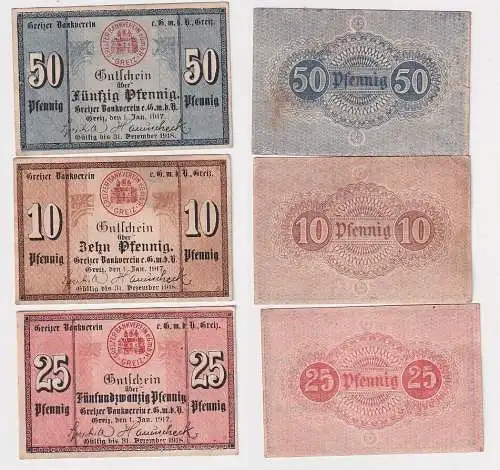 Greizer Bankverein e.G.m.b.H., Greiz.
50 50
Gutschein
über
Pfennig Fünfzig Pfennig. Pfennig
Greizer Bankverein e.G.m.b.H.
Greiz, den 1. Jan. 1917.
Gültig bis 31. Dezember 1918.
50 Pfennig 50
Greizer Bankverein e.G.m.b.H., Greiz.
GREIZ
10 10
Gutschein
über
Pfennig Zehn Pfennig. Pfennig
Greizer Bankverein e.G.m.b.H.
Greiz, den 1. Jan. 1917.
Gültig bis 31. Dezember 1918.
10 Pfennig 10
Greizer Bankverein e.G.m.b.H., Greiz.
GREIZ
25 25
Gutschein
über
Pfennig Fünfundzwanzig Pfennig Pfennig
Greizer Bankverein e.G.m.b.H.
Greiz, den 1. Jan. 1917.
Gültig bis 31. Dezember 1918.
25 Pfennig 25